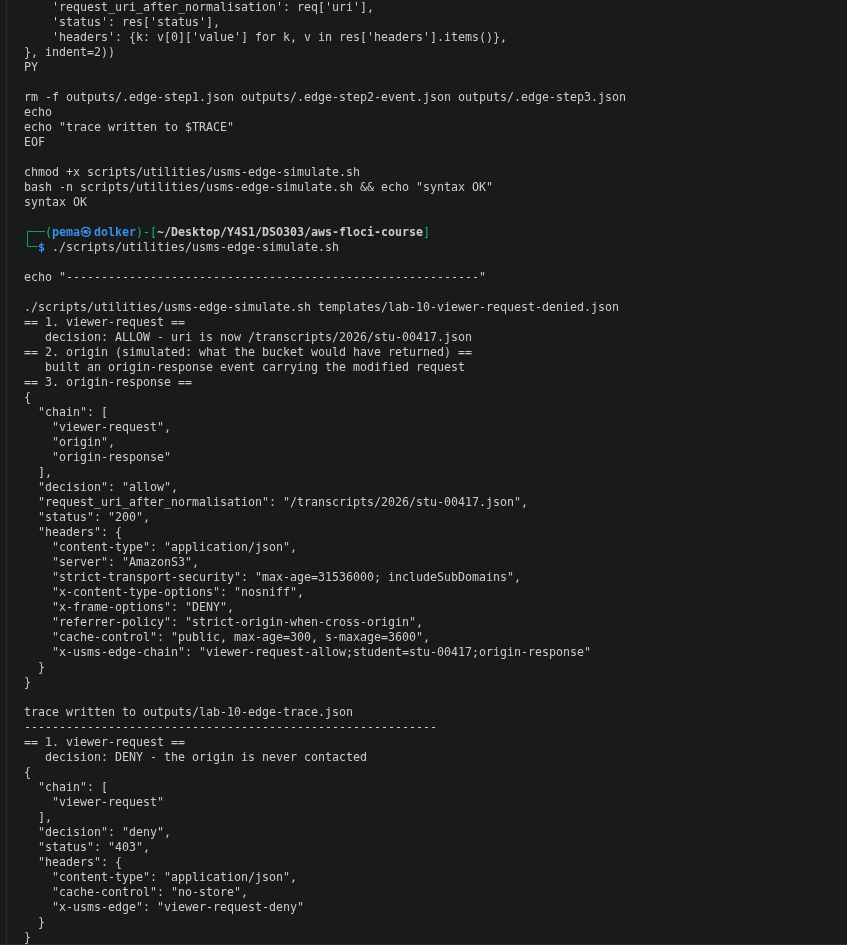 'request_uri_after_normalisation': req['uri'],
    'status': res['status'],
    'headers': {k: v[0]['value'] for k, v in res['headers'].items()},
}, indent=2))
PY

rm -f outputs/.edge-step1.json outputs/.edge-step2-event.json outputs/.edge-step3.json
echo
echo "trace written to $TRACE"
EOF

chmod +x scripts/utilities/usms-edge-simulate.sh
bash -n scripts/utilities/usms-edge-simulate.sh && echo "syntax OK"
syntax OK

┌──(pema㉿dolker)-[~/Desktop/Y4S1/DSO303/aws-floci-course]
└─$ ./scripts/utilities/usms-edge-simulate.sh

echo "-----------------------------------------------------------"

./scripts/utilities/usms-edge-simulate.sh templates/lab-10-viewer-request-denied.json
== 1. viewer-request ==
   decision: ALLOW - uri is now /transcripts/2026/stu-00417.json
== 2. origin (simulated: what the bucket would have returned) ==
   built an origin-response event carrying the modified request
== 3. origin-response ==
{
  "chain": [
    "viewer-request",
    "origin",
    "origin-response"
  ],
  "decision": "allow",
  "request_uri_after_normalisation": "/transcripts/2026/stu-00417.json",
  "status": "200",
  "headers": {
    "content-type": "application/json",
    "server": "AmazonS3",
    "strict-transport-security": "max-age=31536000; includeSubDomains",
    "x-content-type-options": "nosniff",
    "x-frame-options": "DENY",
    "referrer-policy": "strict-origin-when-cross-origin",
    "cache-control": "public, max-age=300, s-maxage=3600",
    "x-usms-edge-chain": "viewer-request-allow;student=stu-00417;origin-response"
  }
}

trace written to outputs/lab-10-edge-trace.json
-----------------------------------------------------------
== 1. viewer-request ==
   decision: DENY - the origin is never contacted
{
  "chain": [
    "viewer-request"
  ],
  "decision": "deny",
  "status": "403",
  "headers": {
    "content-type": "application/json",
    "cache-control": "no-store",
    "x-usms-edge": "viewer-request-deny"
  }
}